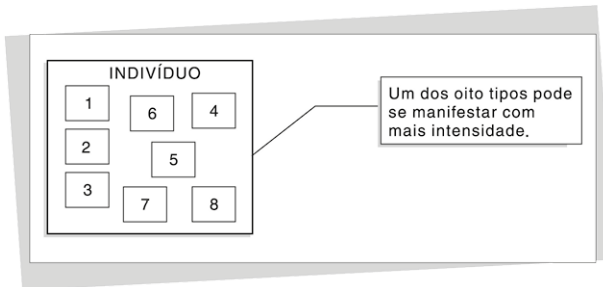 INDIVÍDUO
1
6
4
2
5
3
7
8
Um dos oito tipos pode
se manifestar com
mais intensidade.